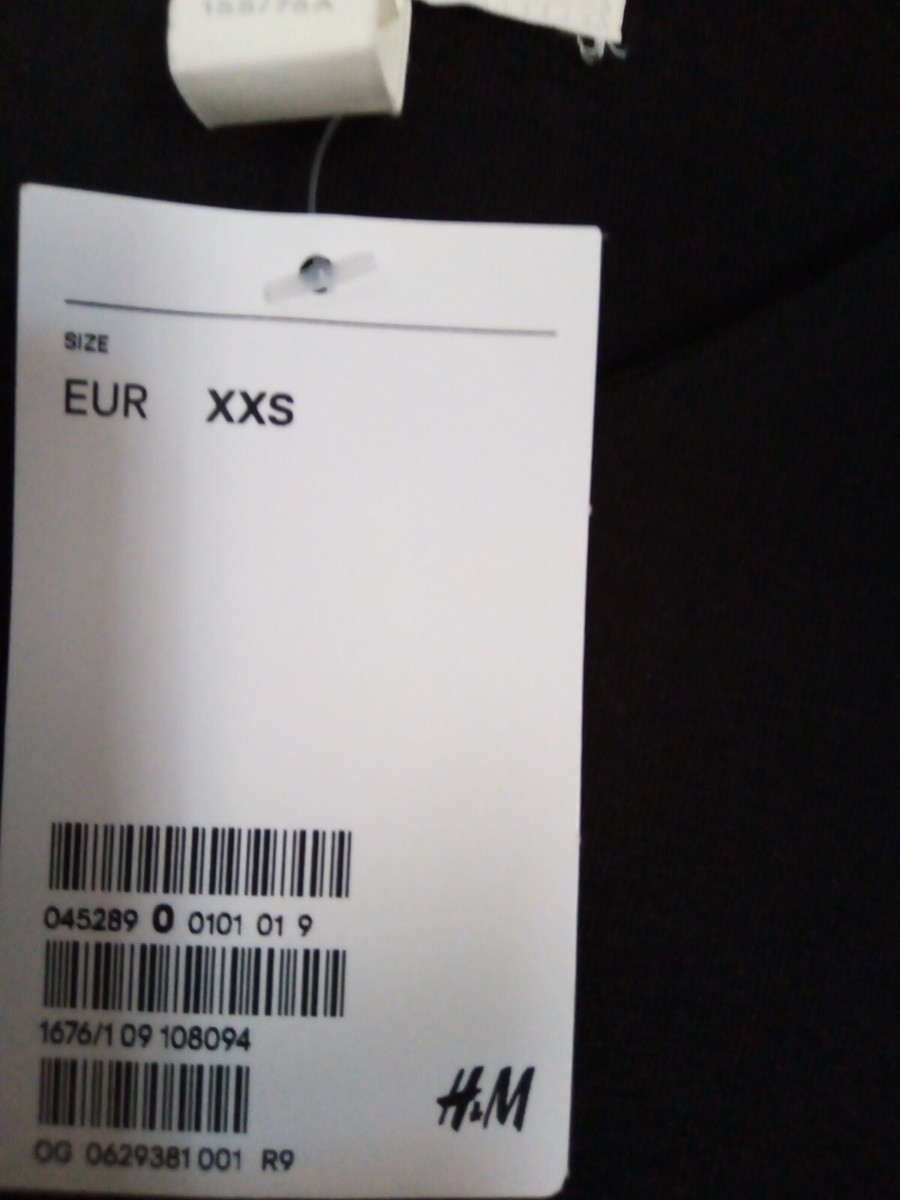 SIZE
EUR XXS
045289 0 0101 01 9
1676/1 09 108094
H&M
OG 0629381 001 R9